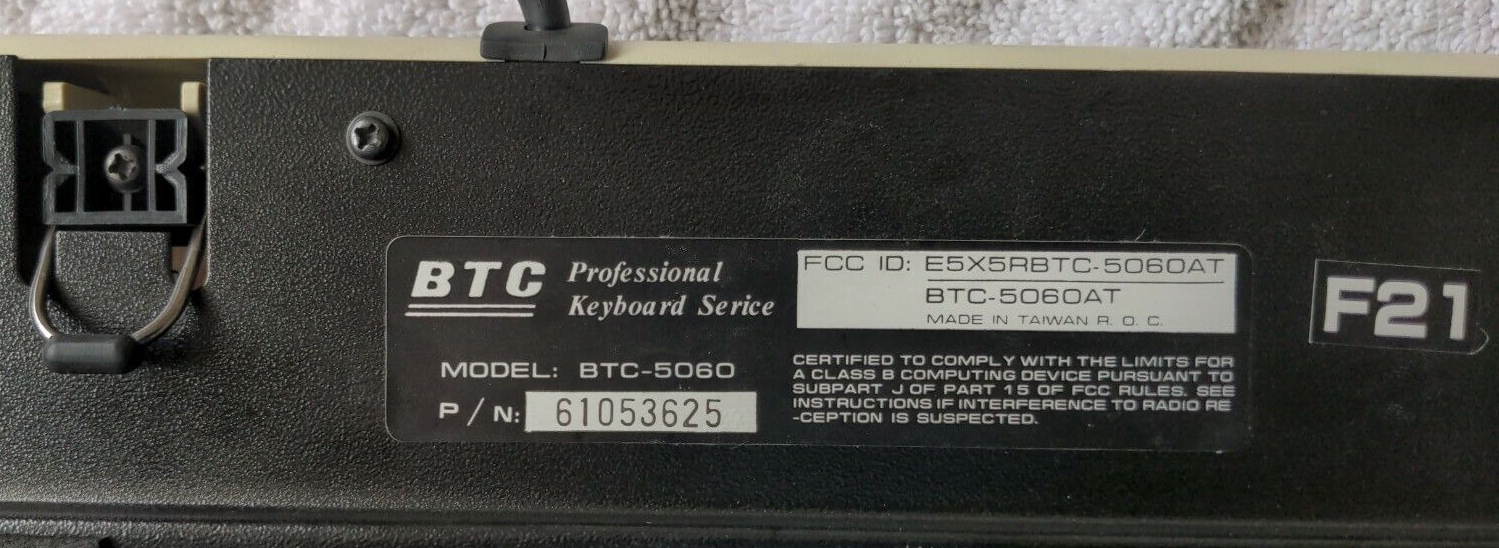 BTC Professional
Keyboard Serice
MODEL: BTC-5060
P/N: 61053625
FCC ID: E5X5RBTC-5060AT
BTC-5060AT
MADE IN TAIWAN R. O. C.
CERTIFIED TO COMPLY WITH THE LIMITS FOR
A CLASS B COMPUTING DEVICE PURSUANT TO
SUBPART J OF PART 15 OF FCC RULES. SEE
INSTRUCTIONS IF INTERFERENCE TO RADIO RE
-CEPTION IS SUSPECTED.
F21